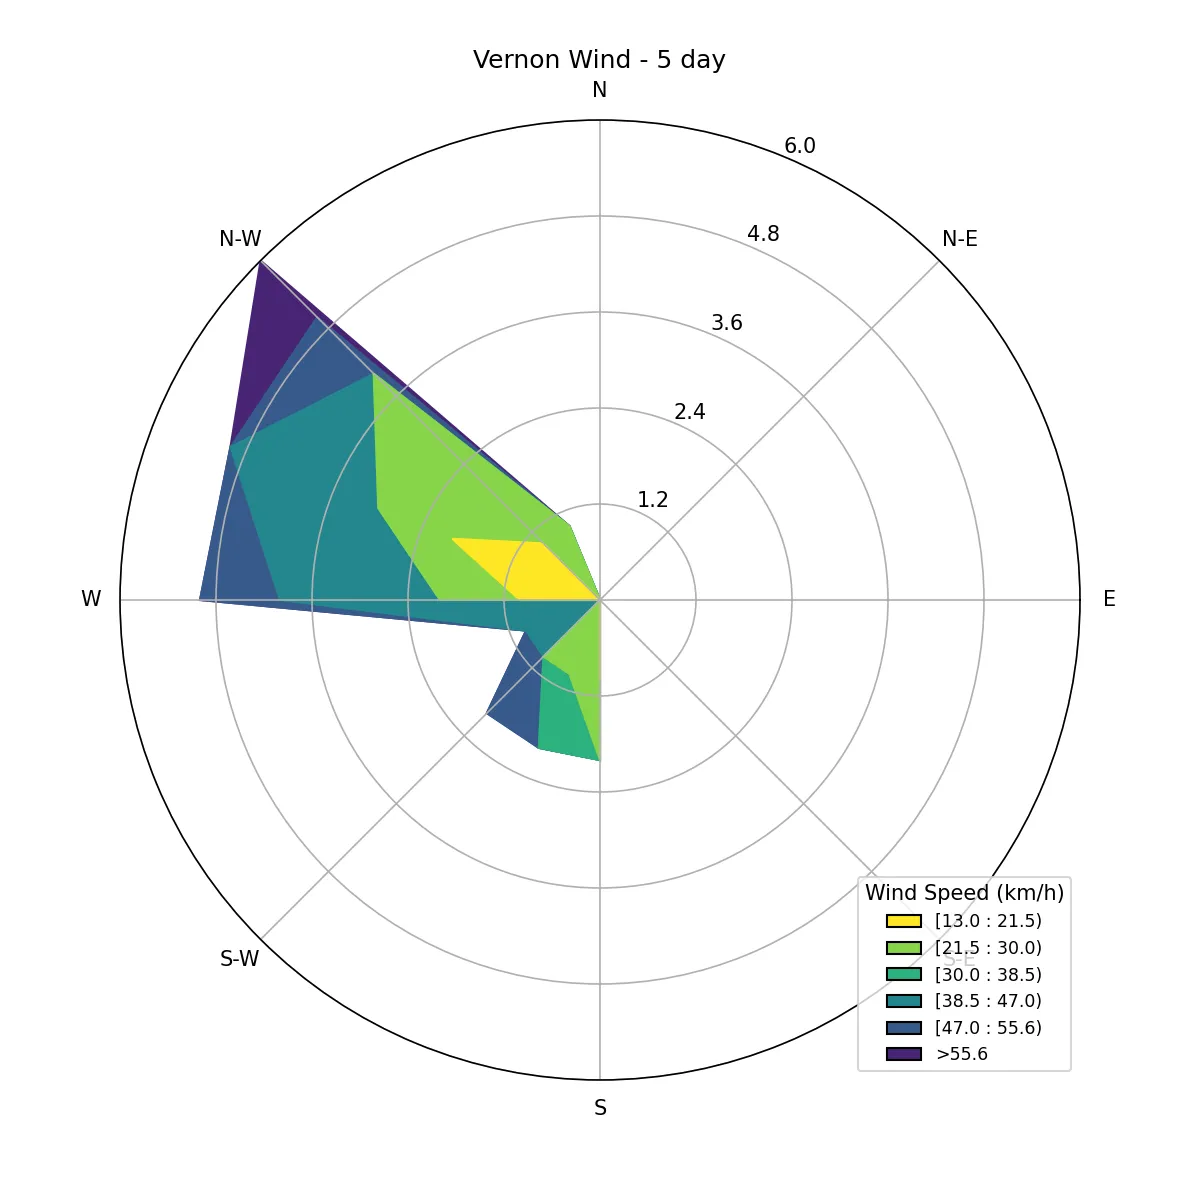 Vernon Wind - 5 day
N
6.0
4.8
N-W
N-E
3.6
2.4
1.2
W
E
Wind Speed (km/h)
[13.0 : 21.5)
[21.5 : 30.0)
S-W
S-E
[30.0 : 38.5)
[38.5 : 47.0)
[47.0 : 55.6)
>55.6
S